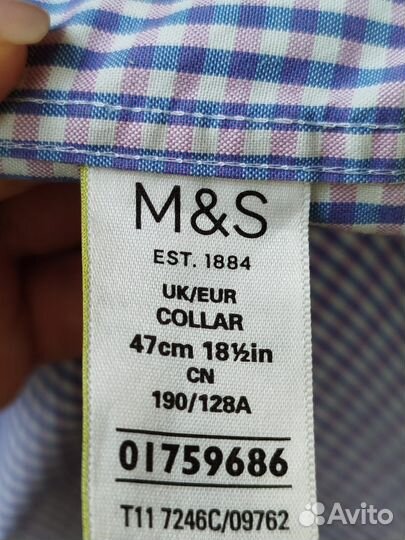 M&S
EST. 1884
UK/EUR
COLLAR
47cm 18½in
CN
190/128A
01759686
T11 7246C/09762
Avito